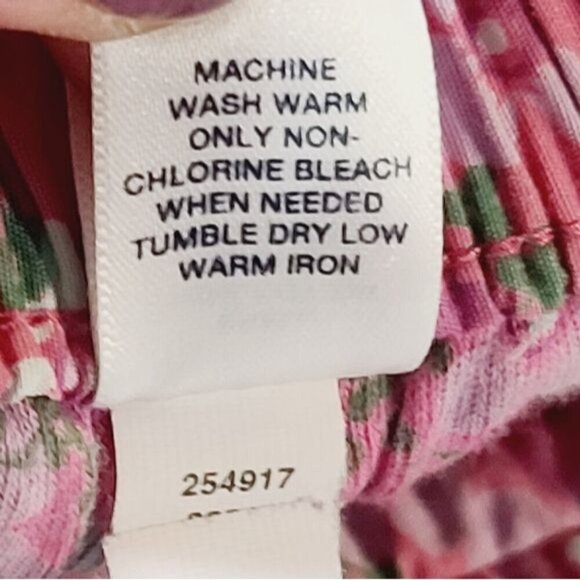 MACHINE
WASH WARM
ONLY NON-
CHLORINE BLEACH
WHEN NEEDED
TUMBLE DRY LOW
WARM IRON
254917